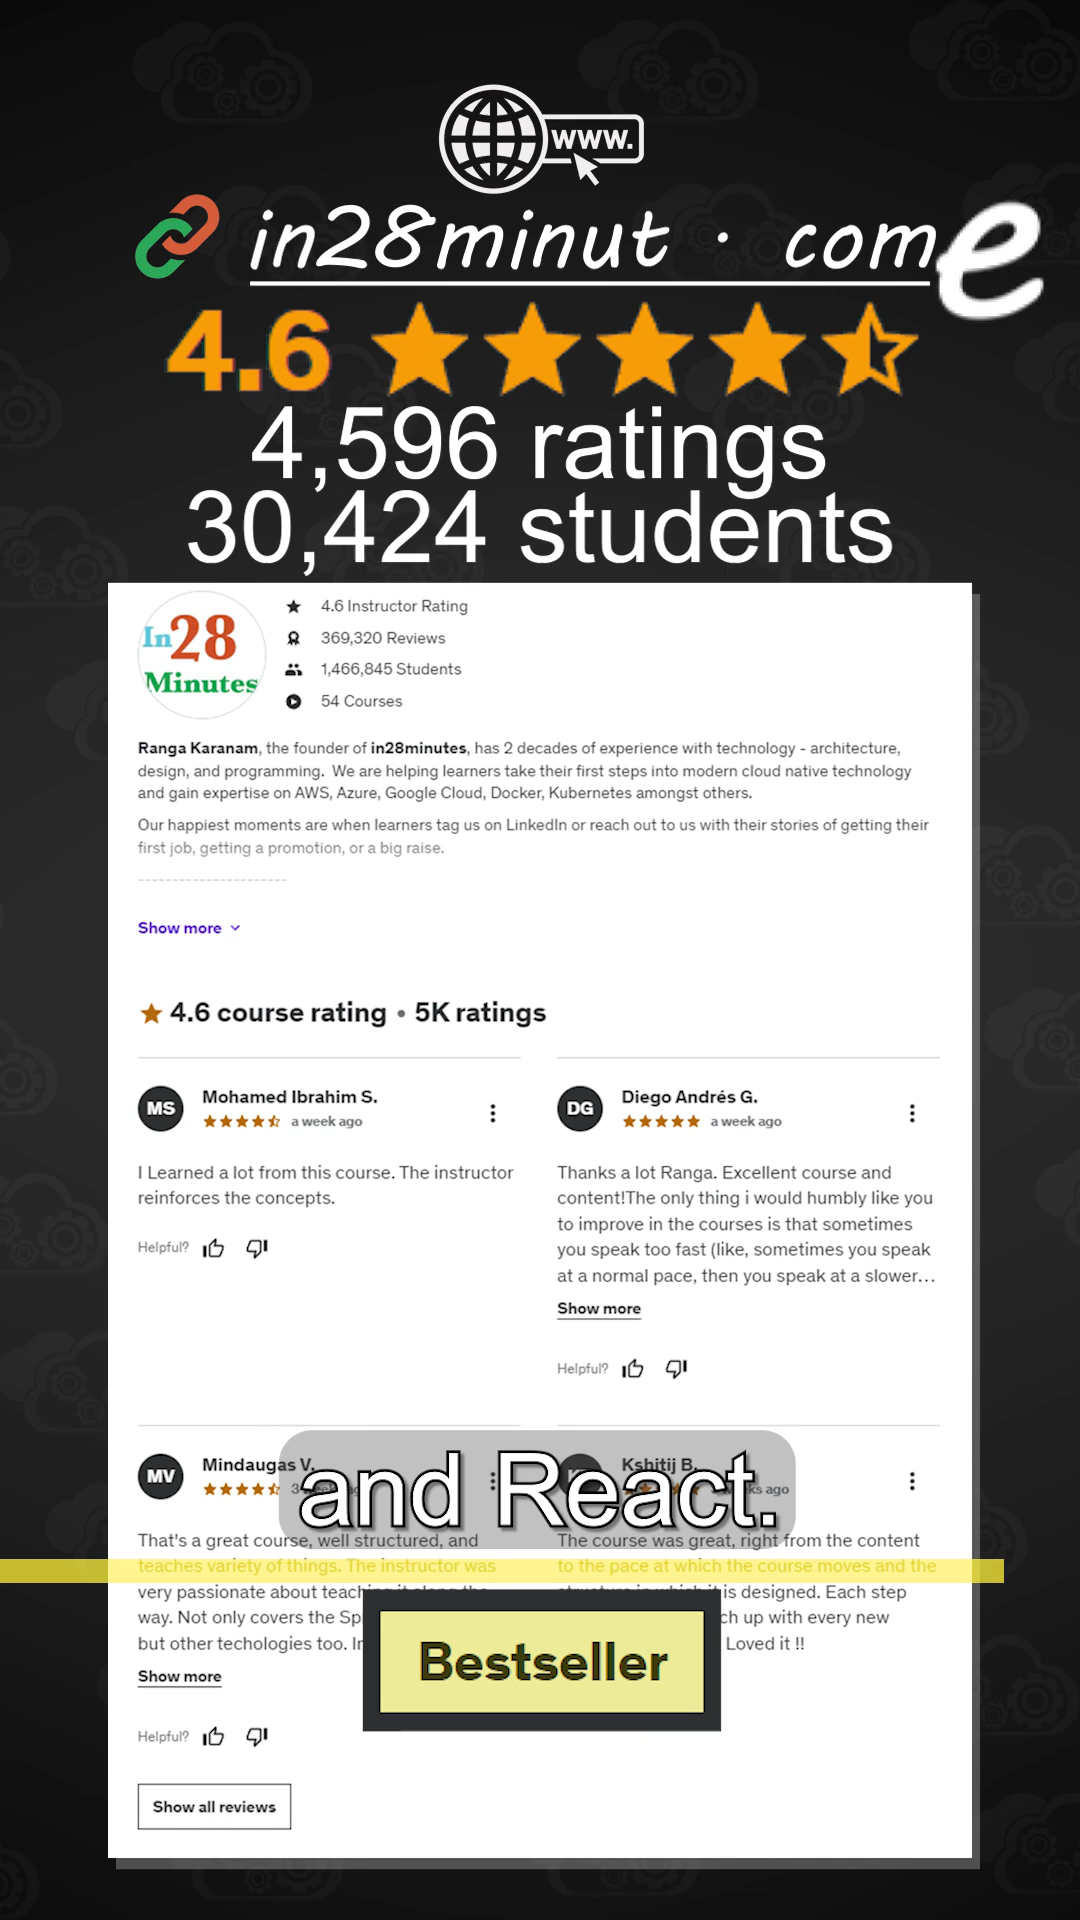 www.
in28minut · com e
4.6
4,596 ratings
30,424 students
In28
Minutes
4.6 Instructor Rating
369,320 Reviews
1,466,845 Students
54 Courses
Ranga Karanam, the founder of in28minutes, has 2 decades of experience with technology - architecture,
design, and programming. We are helping learners take their first steps into modern cloud native technology
and gain expertise on AWS, Azure, Google Cloud, Docker, Kubernetes amongst others.
Our happiest moments are when learners tag us on LinkedIn or reach out to us with their stories of getting their
first job, getting a promotion, or a big raise.
----------------------
Show more
4.6 course rating • 5K ratings
MS
Mohamed Ibrahim S.
a week ago
I Learned a lot from this course. The instructor
reinforces the concepts.
Helpful?
DG
Diego Andrés G.
a week ago
Thanks a lot Ranga. Excellent course and
content!The only thing i would humbly like you
to improve in the courses is that sometimes
you speak too fast (like, sometimes you speak
at a normal pace, then you speak at a slower...
Show more
Helpful?
MV
Mindaugas V.
That's a great course, well structured, and
teaches variety of things. The instructor was
very passionate about teaching it along the
way. Not only covers the
but other techologies too.
Show more
Helpful?
Kshitij B.
ago
The course was great, right from the content
to the pace at which the course moves and the
structure in which it is designed. Each step
up with every new
Loved it !!
and React.
Bestseller
Show all reviews